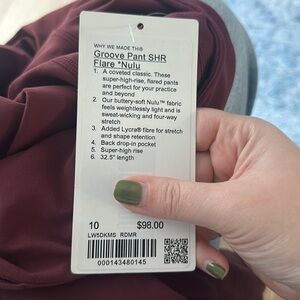 WHY WE MADE THIS
Groove Pant SHR
Flare *Nulu
1. A coveted classic. These
super-high-rise, flared pants
are perfect for your practice
and beyond
2. Our buttery-soft Nulu™ fabric
feels weightlessly light and is
sweat-wicking and four-way
stretch
3. Added Lycra® fibre for stretch
and shape retention
4. Back drop-in pocket
5. Super-high rise
6. 32.5" length
10 $98.00
LW5DKMS RDMR
000143480145